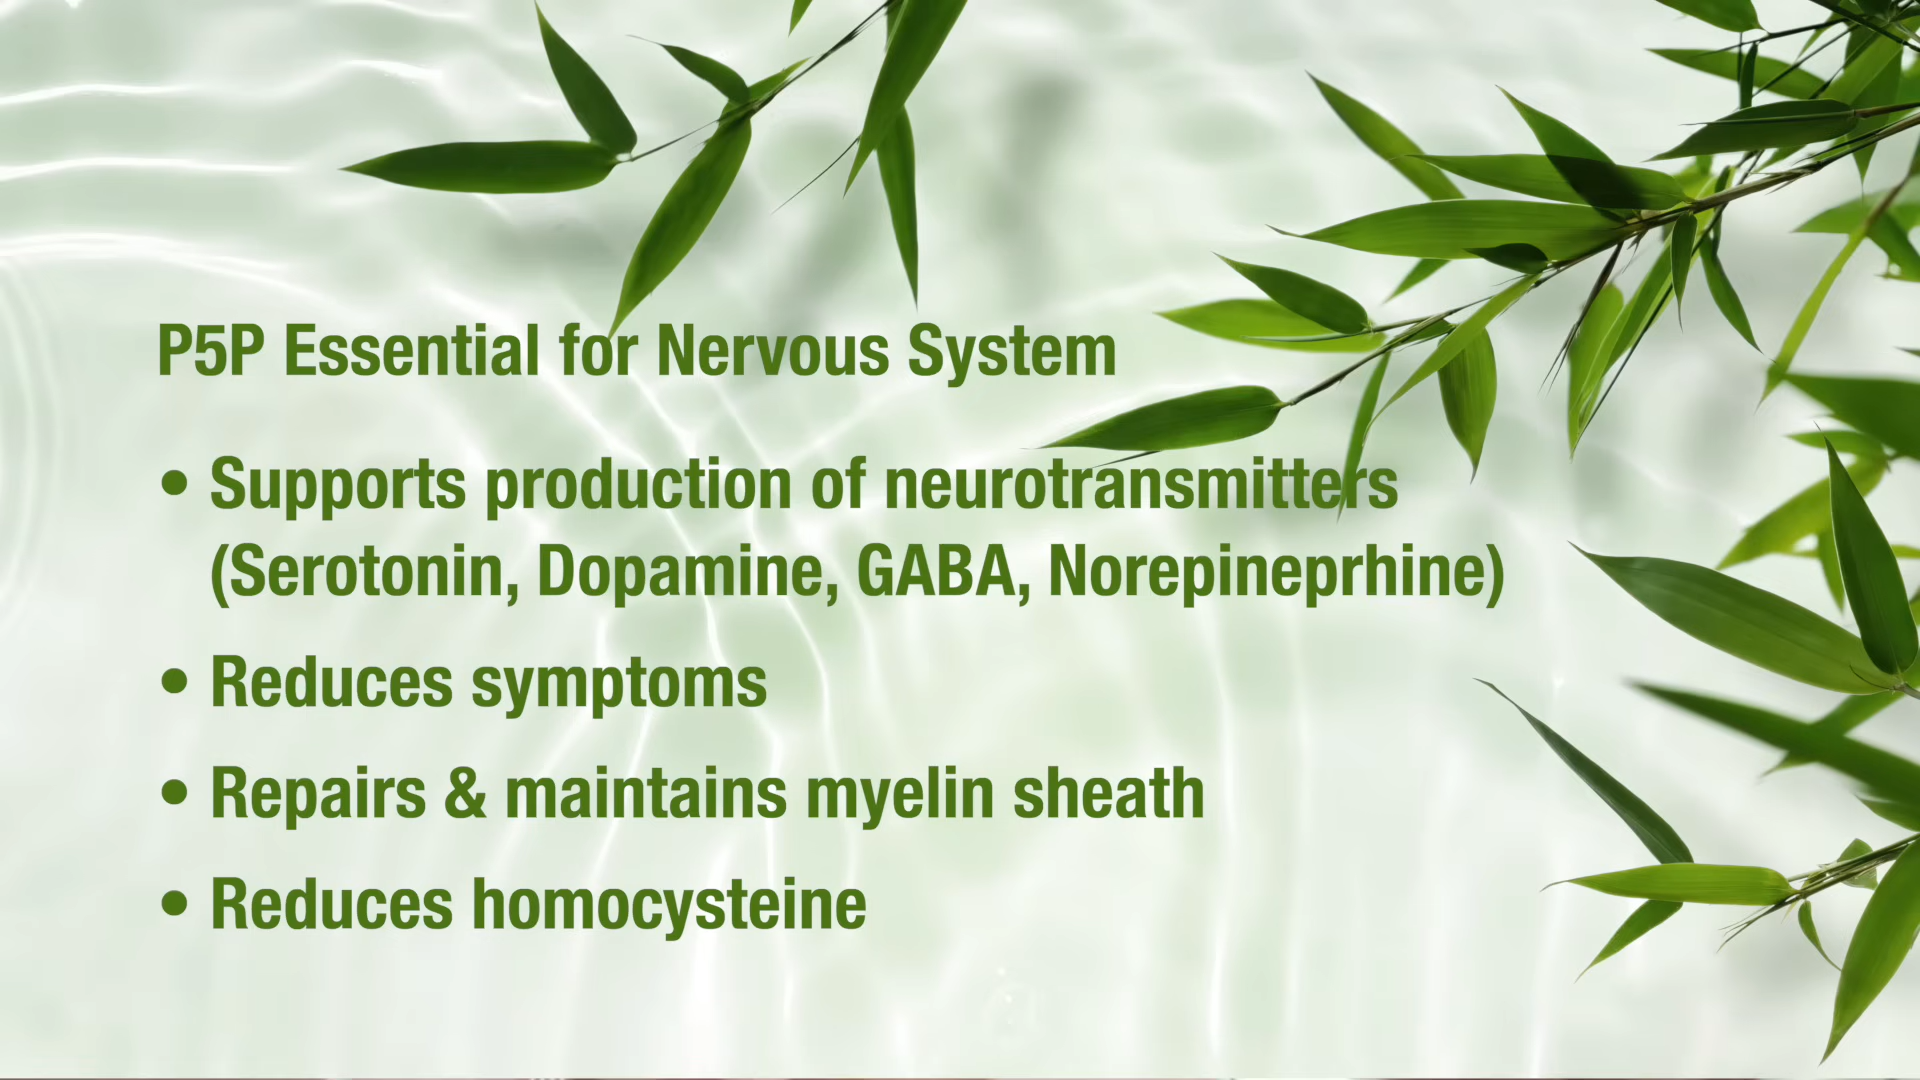 P5P Essential for Nervous System
• Supports production of neurotransmitters
(Serotonin, Dopamine, GABA, Norepineprhine)
• Reduces symptoms
• Repairs & maintains myelin sheath
• Reduces homocysteine